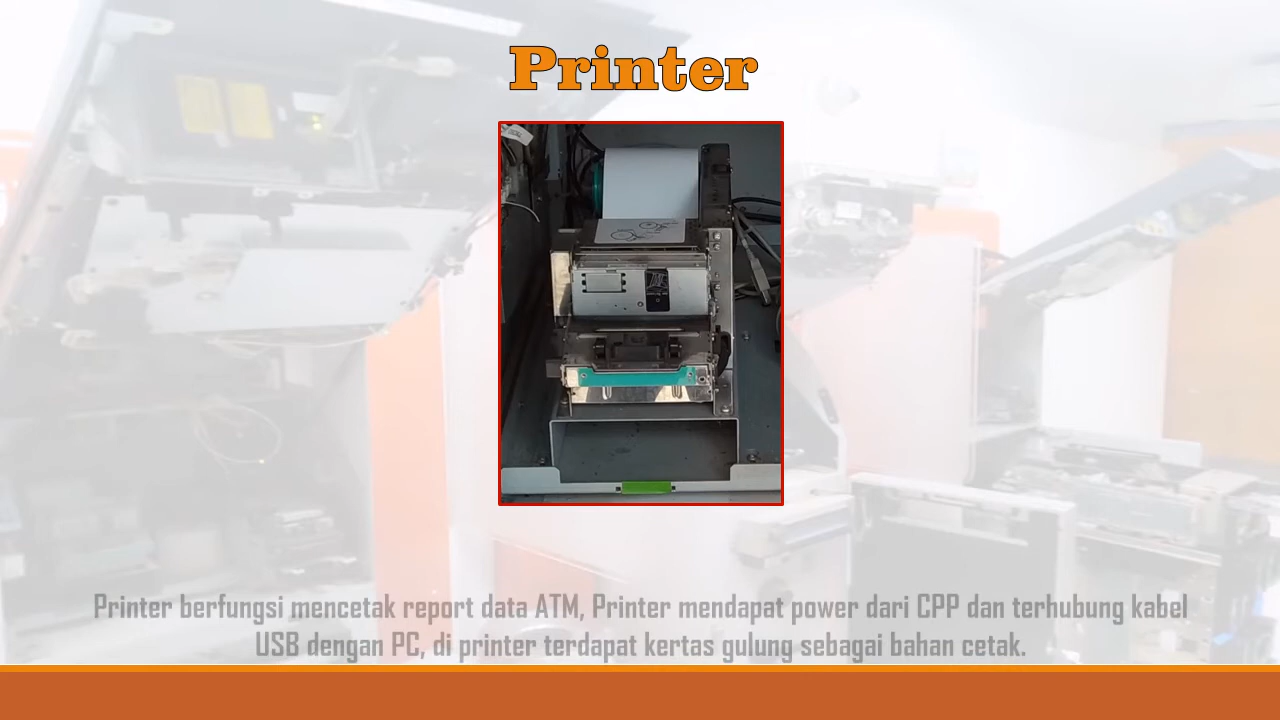 Printer
Printer berfungsi mencetak report data ATM, Printer mendapat power dari CPP dan terhubung kabel
USB dengan PC, di printer terdapat kertas gulung sebagai bahan cetak.